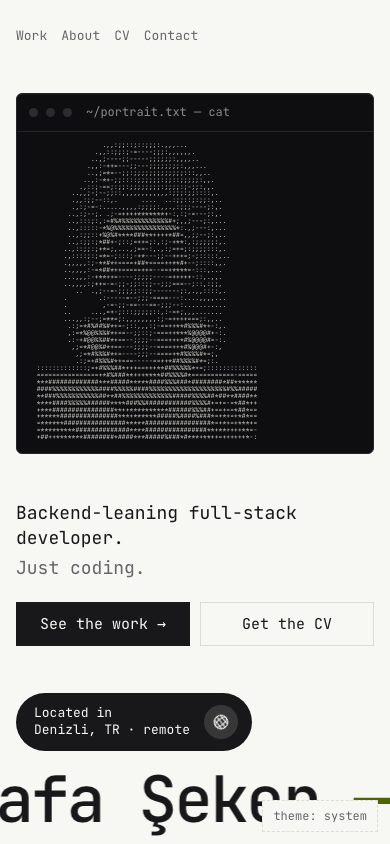 Work About CV Contact
~/portrait.txt — cat
Backend-leaning full-stack
developer.
Just coding.
See the work →
Get the CV
Located in
Denizli, TR · remote
afa Şeker
theme: system